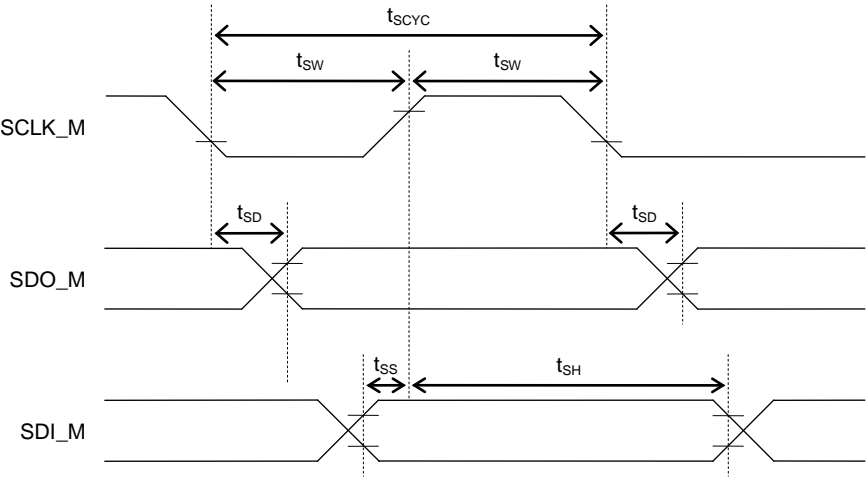 tSCYC
tSW tSW
SCLK_M
tSD tSD
SDO_M
tSS tSH
SDI_M